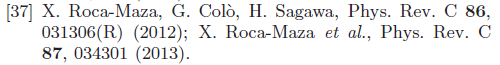 [37] X. Roca-Maza, G. Colò, H. Sagawa, Phys. Rev. C 86,
031306(R) (2012); X. Roca-Maza et al., Phys. Rev. C
87, 034301 (2013).